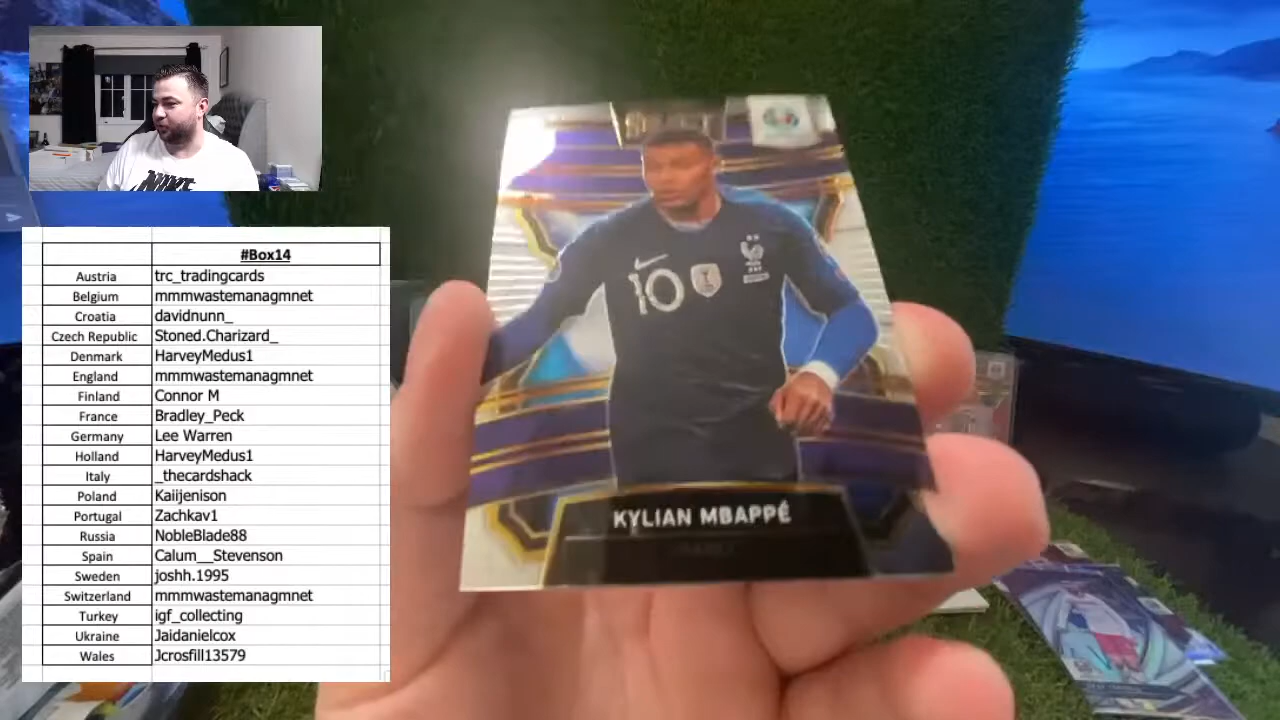 NIKE
#Box14
Austria trc_tradingcards
Belgium mmmwastemanagmnet
Croatia davidnunn_
Czech Republic Stoned.Charizard_
Denmark HarveyMedus1
England mmmwastemanagmnet
Finland Connor M
France Bradley_Peck
Germany Lee Warren
Holland HarveyMedus1
Italy _thecardshack
Poland Kaiijenison
Portugal Zachkav1
Russia NobleBlade88
Spain Calum__Stevenson
Sweden joshh.1995
Switzerland mmmwastemanagmnet
Turkey igf_collecting
Ukraine Jaidanielcox
Wales Jcrosfill13579
10
KYLIAN MBAPPÉ